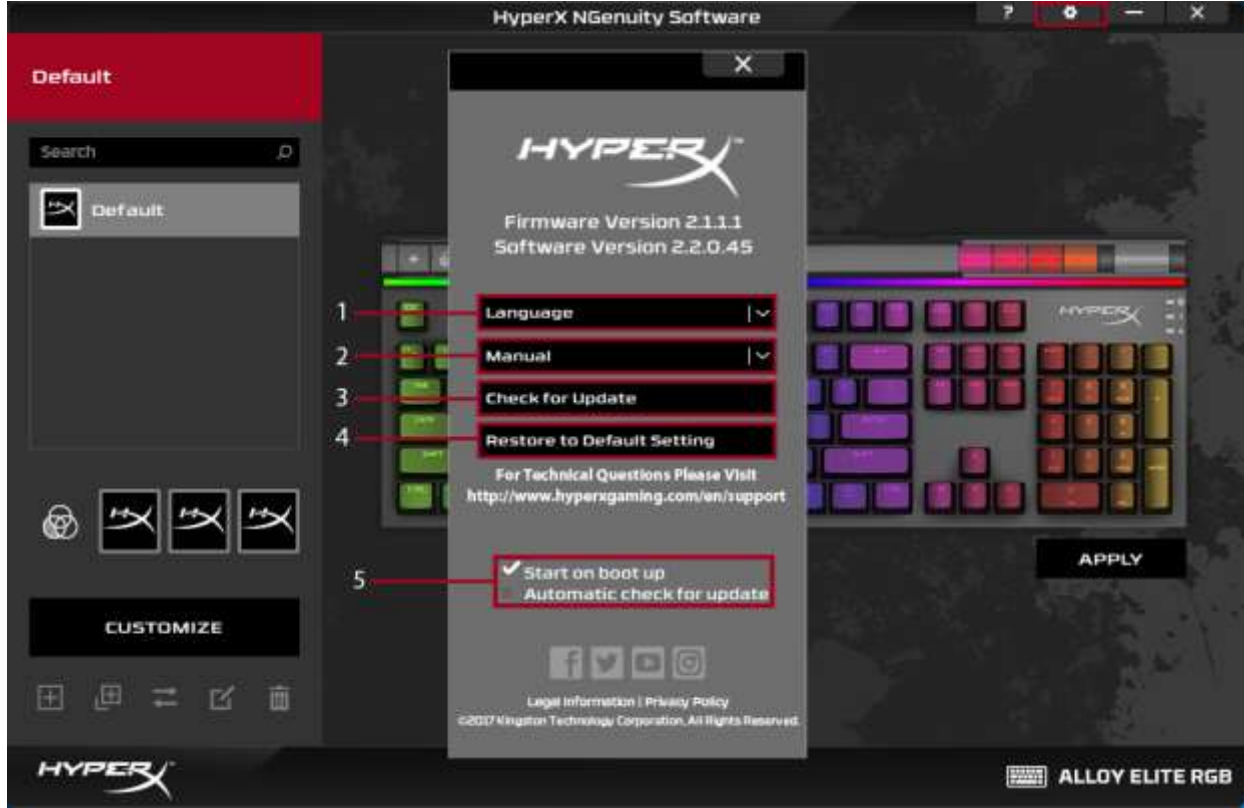 HyperX NGenuity Software
?
Default
Search
Default
CUSTOMIZE
HYPERX
HYPERX™
Firmware Version 2.1.1.1
Software Version 2.2.0.45
1
Language
2
Manual
3
Check for Update
4
Restore to Default Setting
For Technical Questions Please Visit
http://www.hyperxgaming.com/en/support
5
Start on boot up
Automatic check for update
Legal Information | Privacy Policy
©2017 Kingston Technology Corporation. All Rights Reserved.
HYPERX
APPLY
ALLOY ELITE RGB